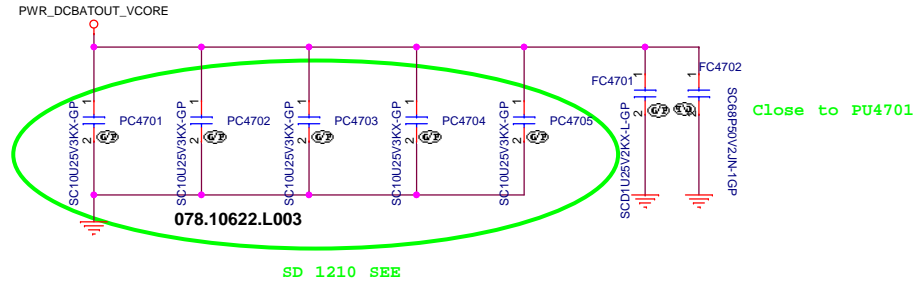 PWR_DCBATOUT_VCORE
1
2
PC4701
SC10U25V3KX-GP
1
2
PC4702
SC10U25V3KX-GP
1
2
PC4703
SC10U25V3KX-GP
1
2
PC4704
SC10U25V3KX-GP
1
2
PC4705
SC10U25V3KX-GP
FC4701
1
2
SCD1U25V2KX-L-GP
FC4702
1
2
SC68P50V2JN-1GP
Close to PU4701
078.10622.L003
SD 1210 SEE